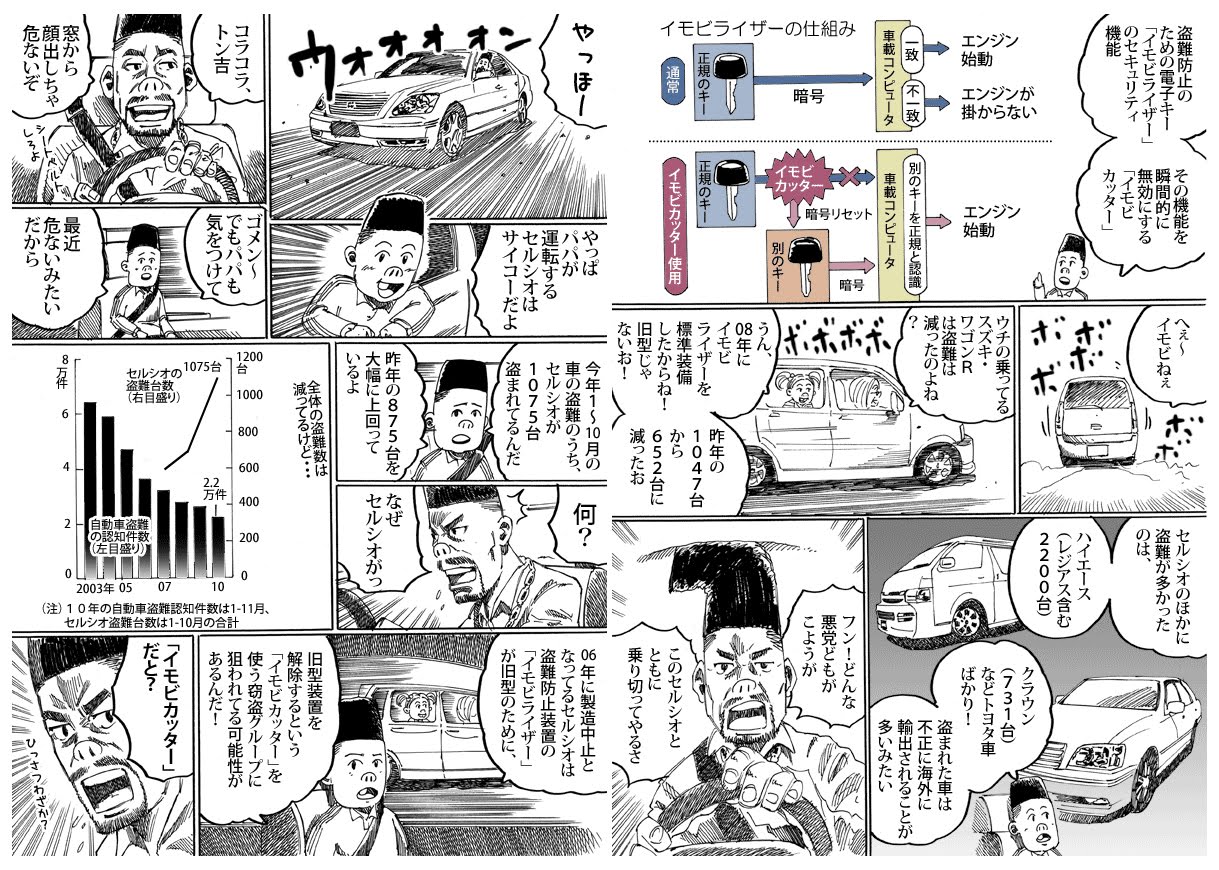 やっほー
ウォオオオン
コラコラ、
トン吉
窓から
顔出しちゃ
危ないぞ
シートベルト
しろよ
やっぱ
パパが
運転する
セルシオは
サイコーだよ
ゴメン〜
でもパパも
気をつけて
最近
危ないみたい
だから
今年1〜10月の
車の盗難のうち、
セルシオが
1075台
盗まれてるんだ
昨年の875台を
大幅に上回って
いるよ
全体の盗難数は
減ってるけど…
8
万件
6
4
2
0
セルシオの
盗難台数
(右目盛り)
1075台
1200
台
1000
800
600
400
200
0
2.2
万件
自動車盗難
の認知件数
(左目盛り)
2003年 05 07 10
(注)10年の自動車盗難認知件数は1-11月、
セルシオ盗難台数は1-10月の合計
何?
なぜ
セルシオがっ
06年に製造中止と
なってるセルシオは
盗難防止装置の
「イモビライザー」
が旧型のために、
旧型装置を
解除するという
「イモビカッター」を
使う窃盗グループに
狙われてる可能性が
あるんだ!
「イモビカッター」
だと?
ひっさつわざか?
盗難防止の
ための電子キー
「イモビライザー」
のセキュリティ
機能
その機能を
瞬間的に
無効にする
「イモビ
カッター」
イモビライザーの仕組み
通常
正規のキー
暗号
車載コンピュータ
一致
エンジン
始動
不一致
エンジンが
掛からない
イモビカッター使用
正規のキー
イモビ
カッター
暗号リセット
別のキー
暗号
車載コンピュータ
別のキーを正規と認識
エンジン
始動
へぇ〜
イモビねぇ
ボボボボ
ボボボ
ウチの乗ってる
スズキ・
ワゴンR
は盗難は
減ったのよね
?
ボボボボ
うん、
08年に
イモビ
ライザーを
標準装備
したからね!
旧型じゃ
ないお!
昨年の
1047台
から
652台に
減ったお
セルシオのほかに
盗難が多かった
のは、
ハイエース
(レジアス含む
2200台)
クラウン
(731台)
などトヨタ車
ばかり!
盗まれた車は
不正に海外に
輸出されることが
多いみたい
フン!どんな
悪党どもが
こようが
このセルシオと
ともに
乗り切ってやるさ